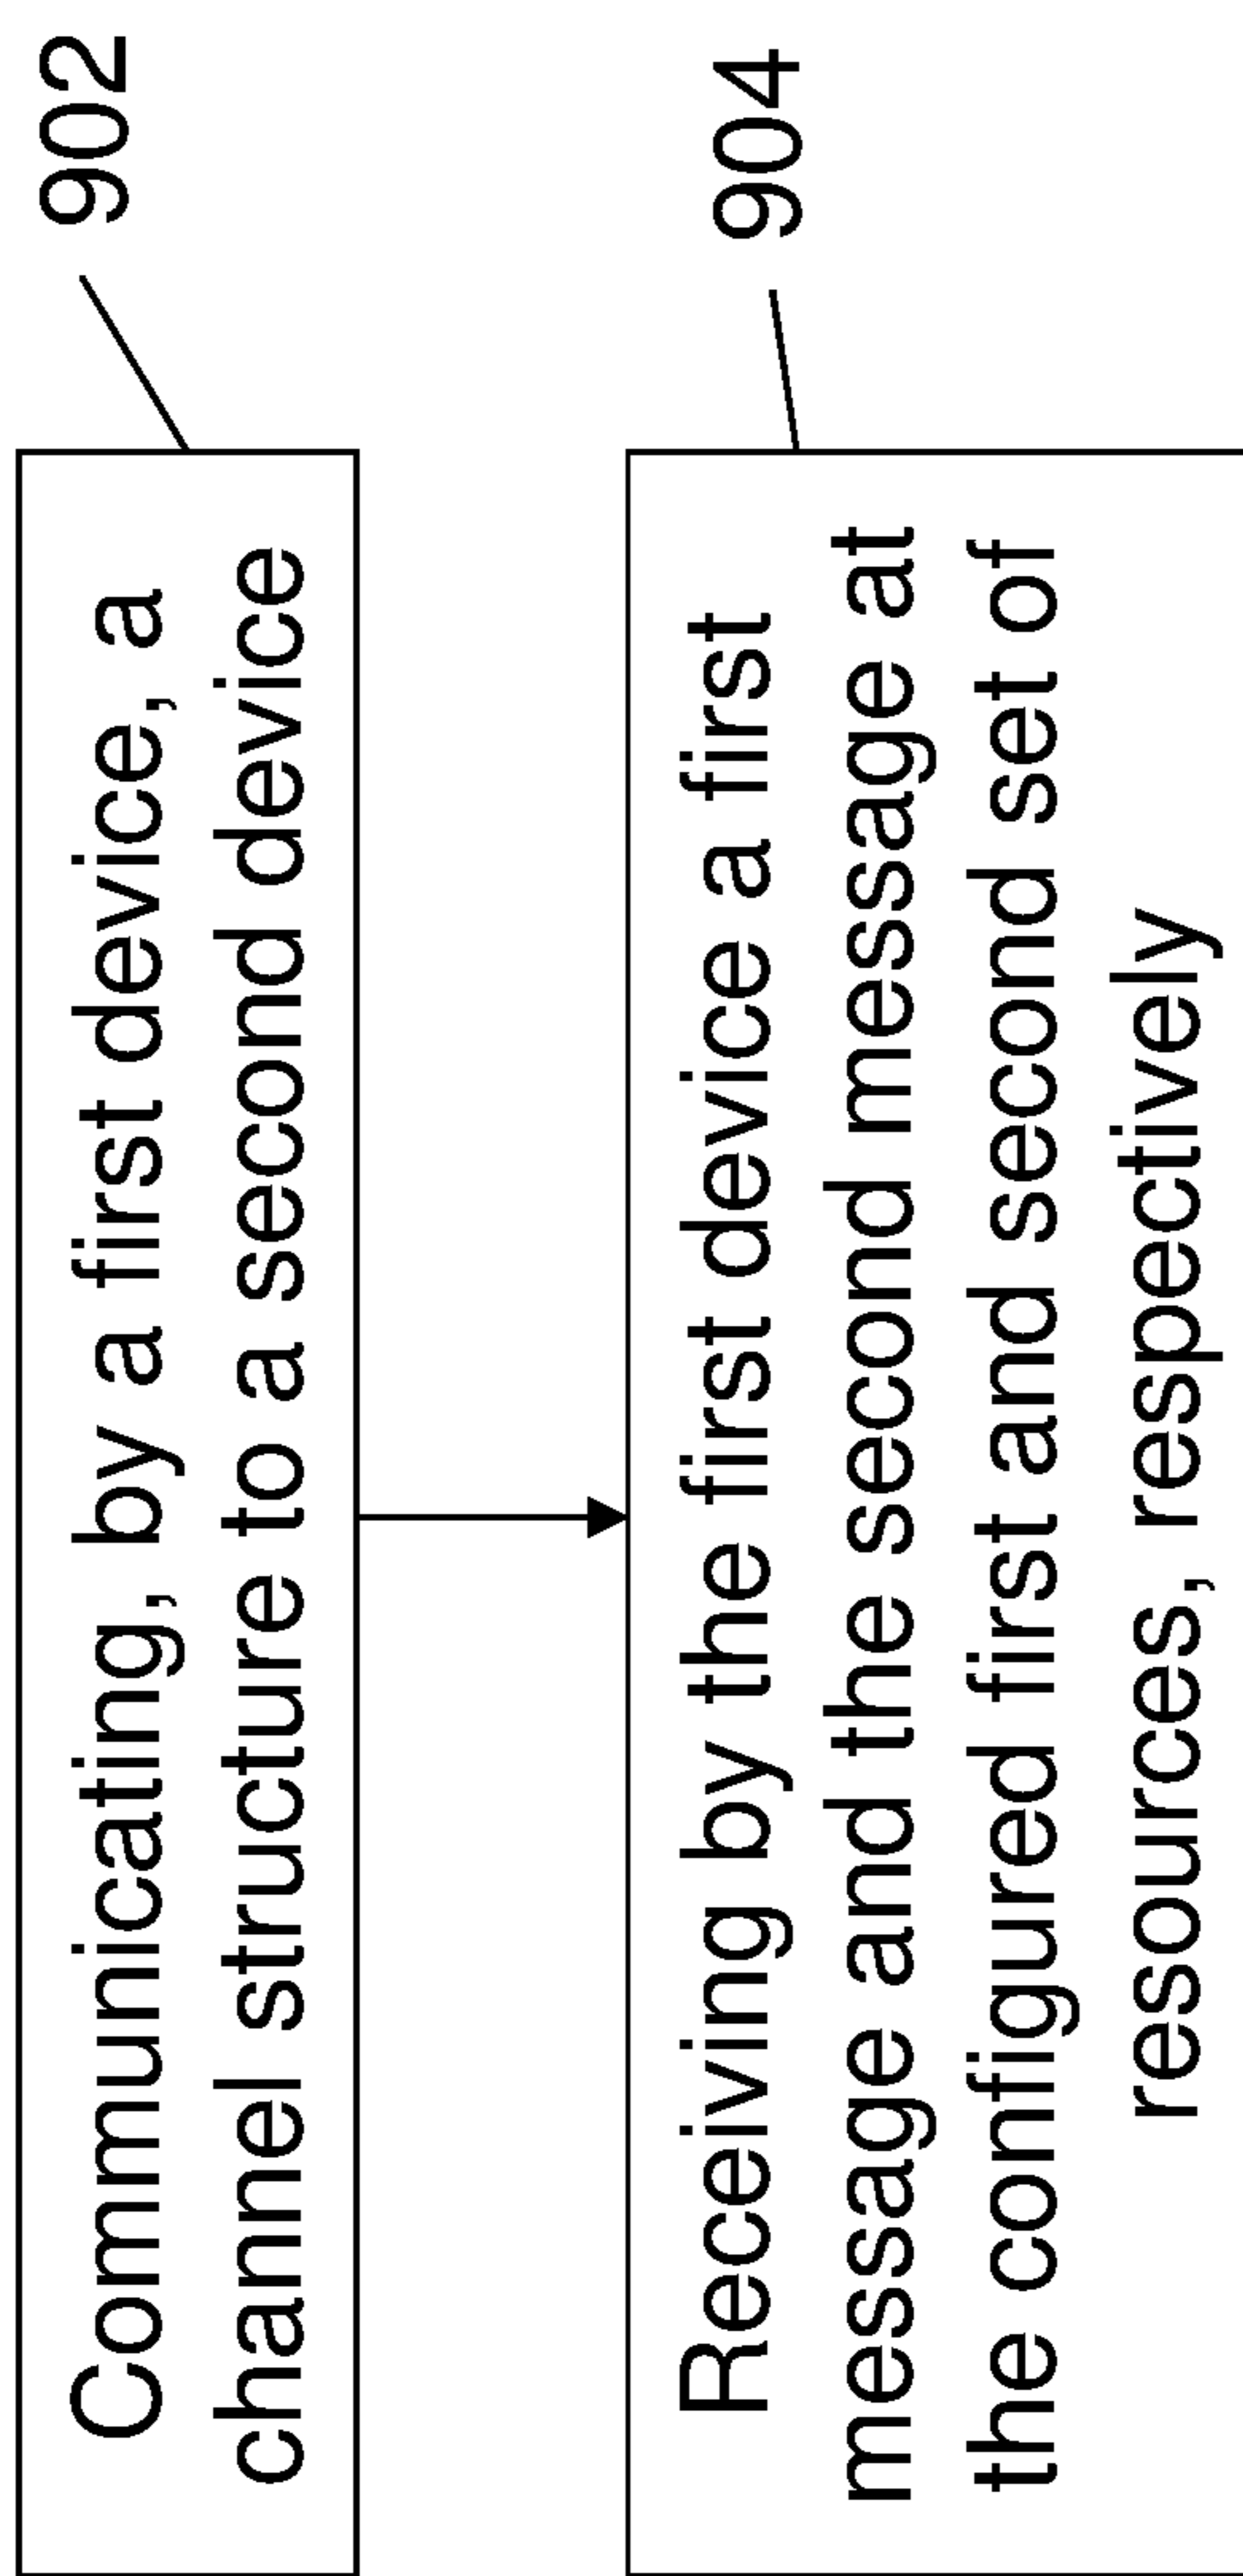 Communicating, by a first device, a
channel structure to a second device
902
Receiving by the first device a first
message and the second message at
the configured first and second set of
resources, respectively
904